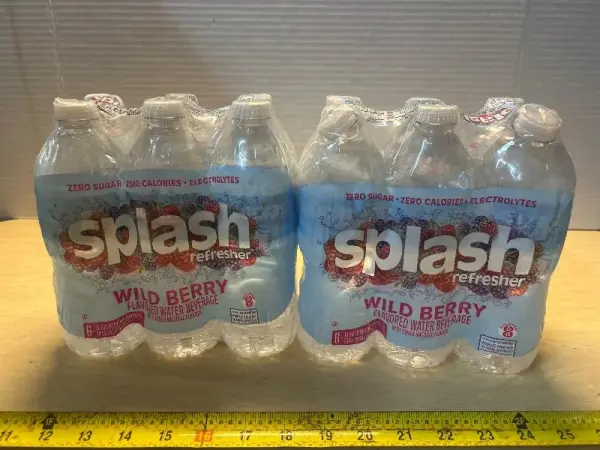 ZERO SUGAR • ZERO CALORIES • ELECTROLYTES
splash
refresher
WILD BERRY
FLAVORED WATER BEVERAGE
6
ZERO SUGAR • ZERO CALORIES • ELECTROLYTES
splash
refresher
WILD BERRY
FLAVORED WATER BEVERAGE
6
11 12 13 14 15 16 17 18 19 20 21 22 23 24 25